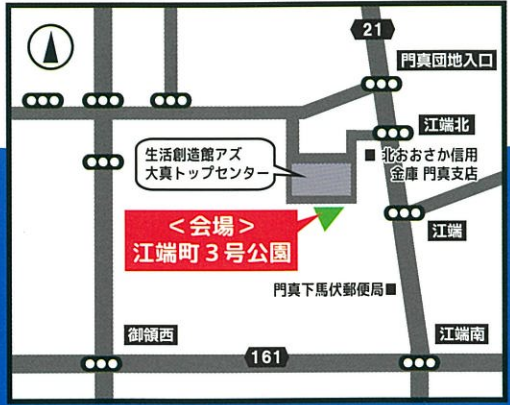 21
門真団地入口
江端北
■ 北おおさか信用
金庫 門真支店
生活創造館アズ
大真トップセンター
＜会場＞
江端町３号公園
江端
門真下馬伏郵便局■
御領西
161
江端南